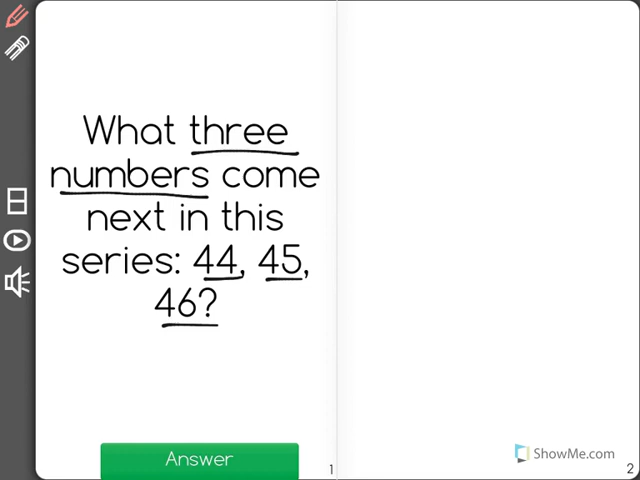 What three
numbers come
next in this
series: 44, 45,
46?
Answer
1
ShowMe.com
2